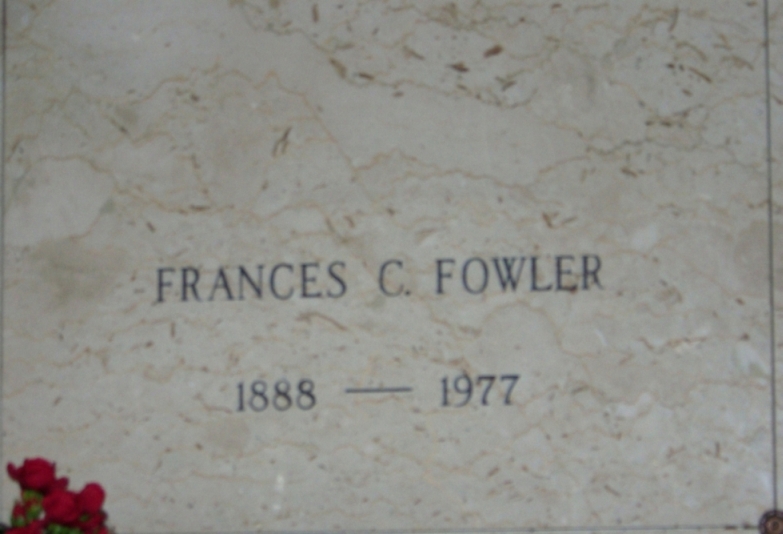 FRANCES C. FOWLER
1888 — 1977